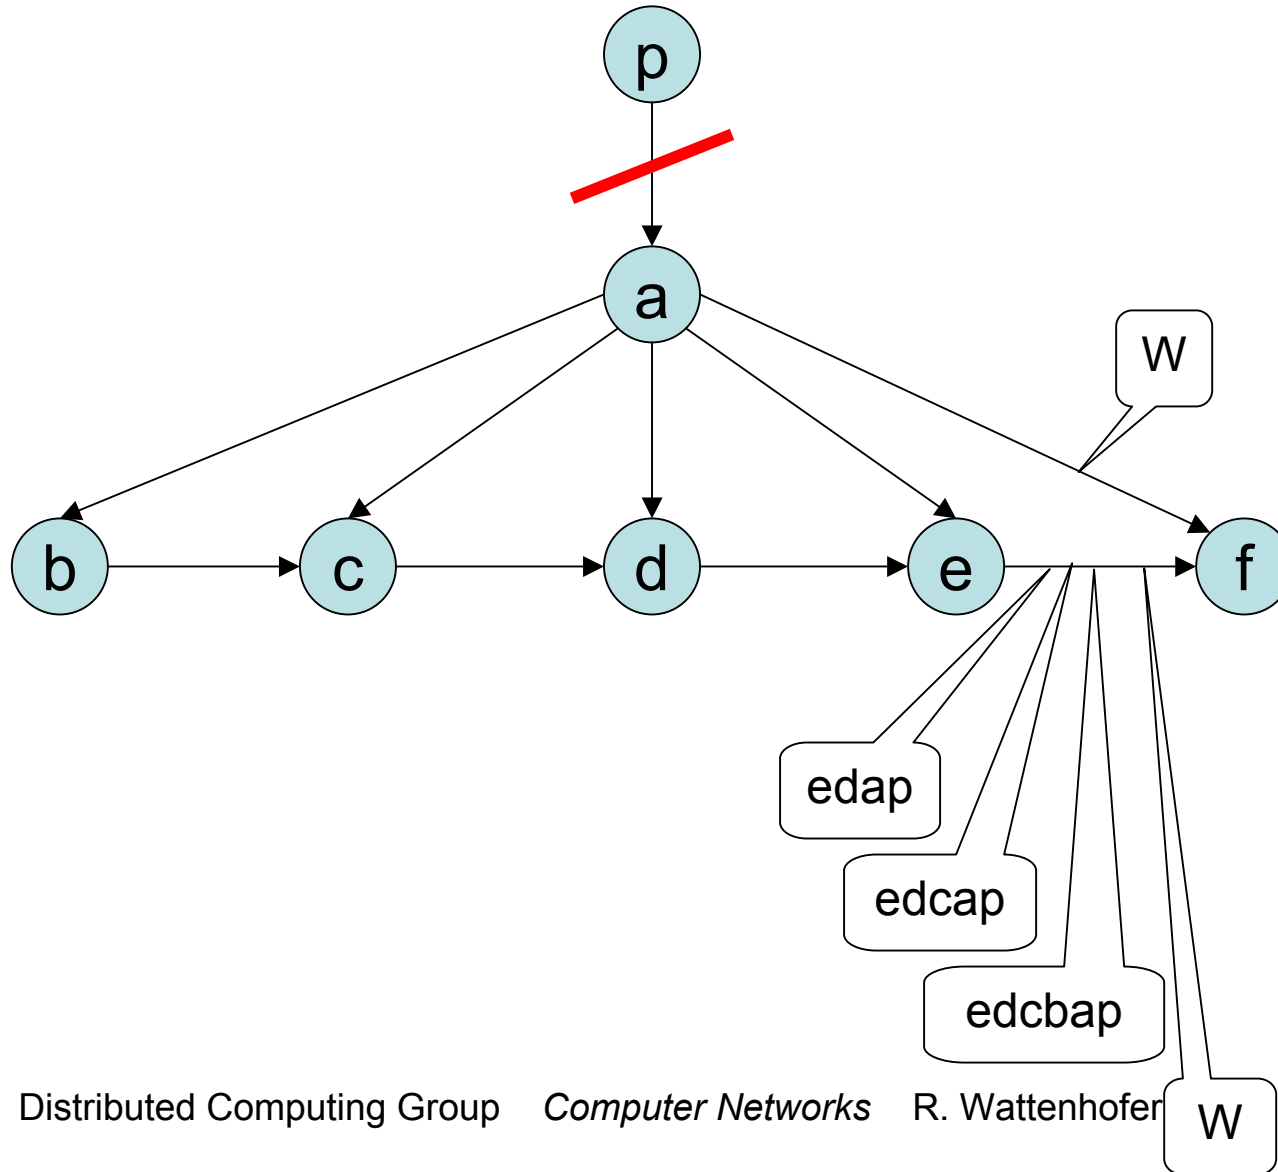 p
a
W
b c d e f
edap
edcap
edcbap
Distributed Computing Group Computer Networks R. Wattenhofer
W